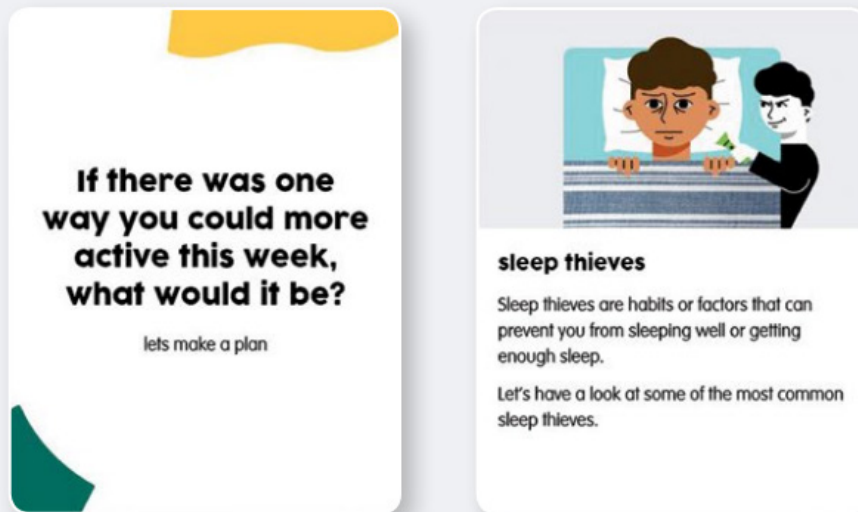 If there was one
way you could more
active this week,
what would it be?
lets make a plan
sleep thieves
Sleep thieves are habits or factors that can
prevent you from sleeping well or getting
enough sleep.
Let's have a look at some of the most common
sleep thieves.